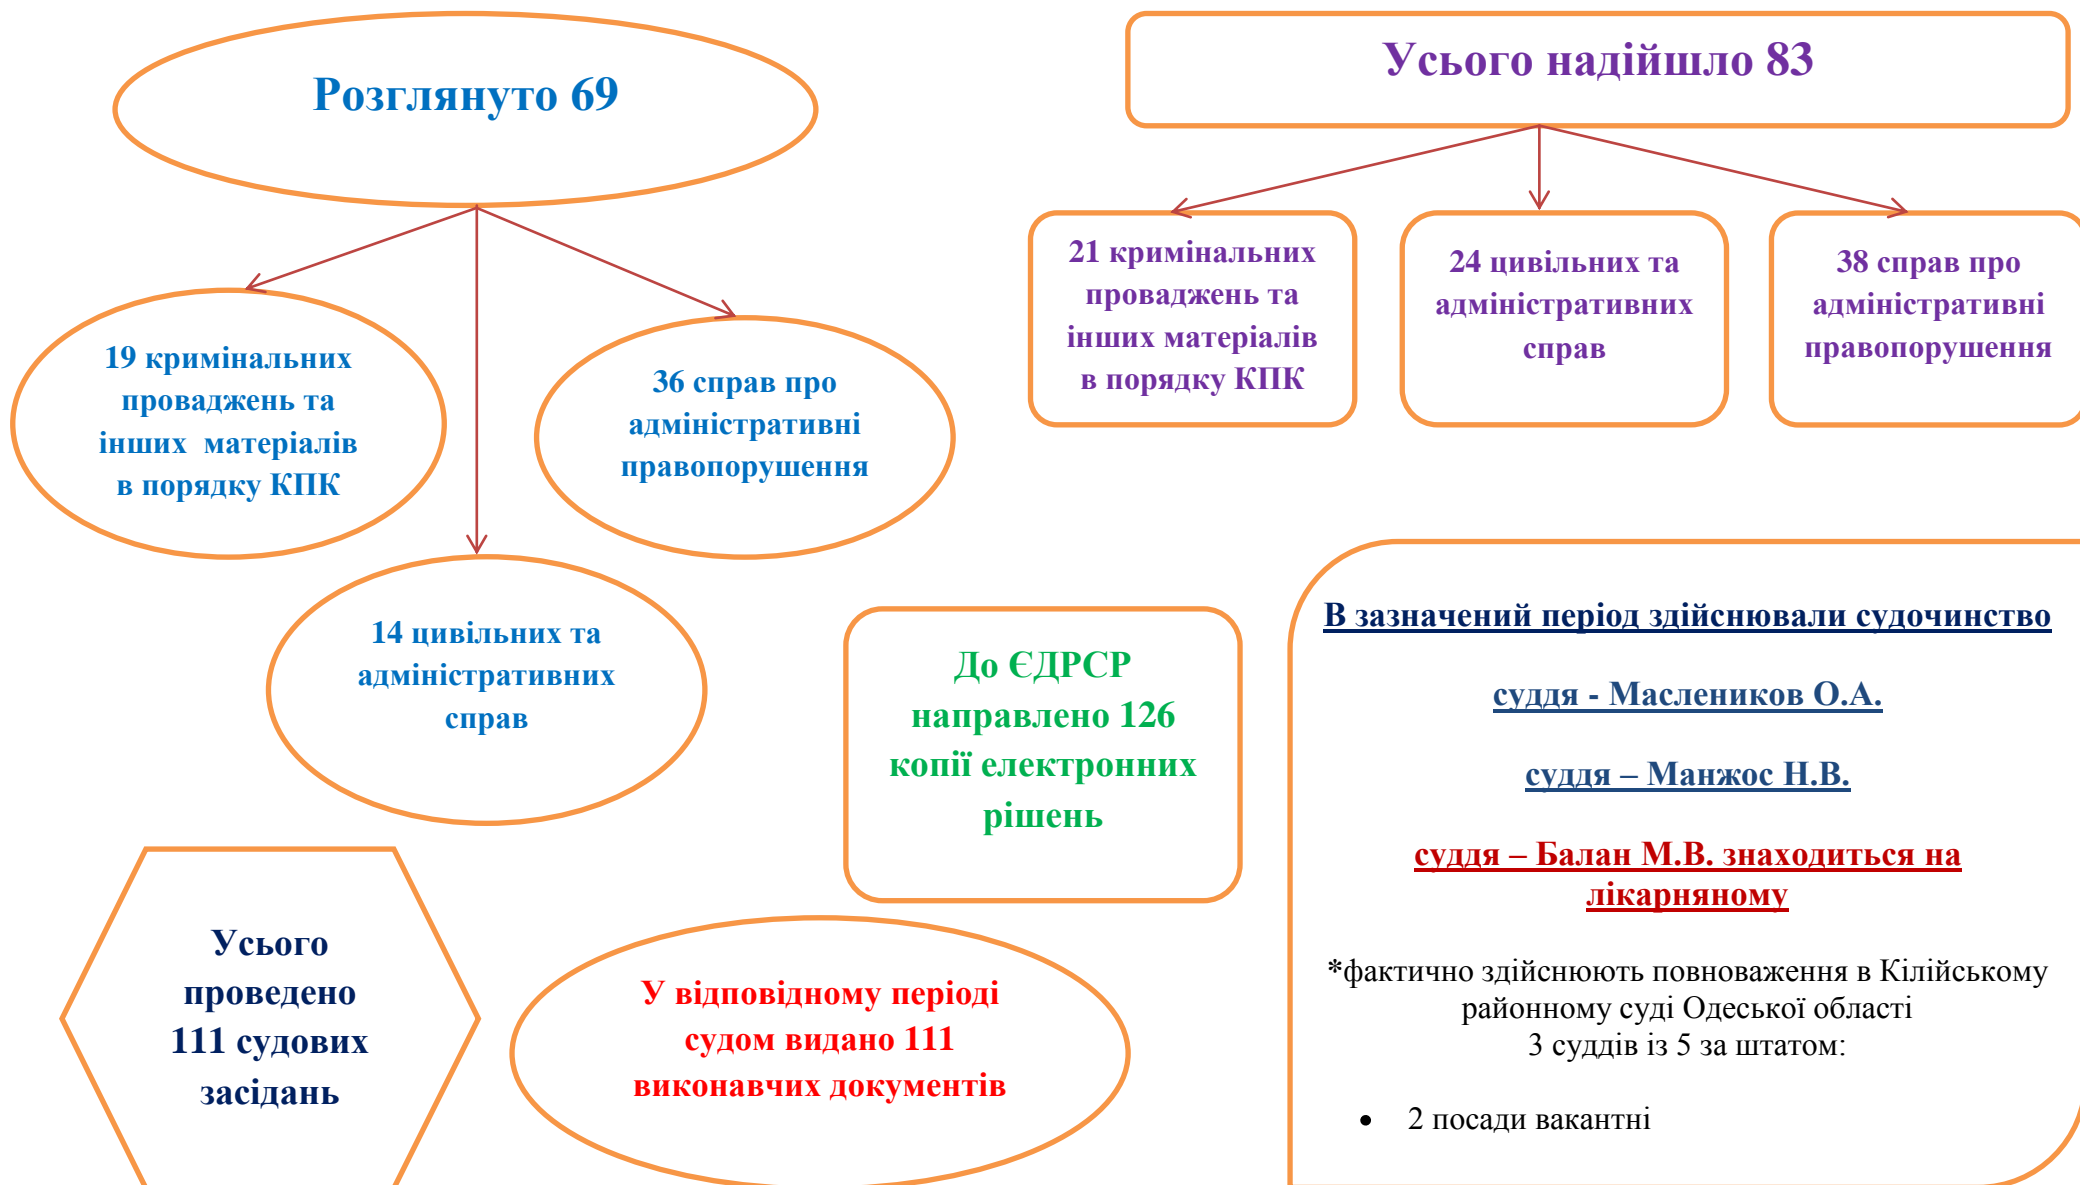 Розглянуто 69
Усього надійшло 83
19 кримінальних
проваджень та
інших матеріалів
в порядку КПК
36 справ про
адміністративні
правопорушення
14 цивільних та
адміністративних
справ
21 кримінальних
проваджень та
інших матеріалів
в порядку КПК
24 цивільних та
адміністративних
справ
38 справ про
адміністративні
правопорушення
До ЄДРСР
направлено 126
копії електронних
рішень
Усього
проведено
111 судових
засідань
У відповідному періоді
судом видано 111
виконавчих документів
В зазначений період здійснювали судочинство
суддя - Маслеников О.А.
суддя – Манжос Н.В.
суддя – Балан М.В. знаходиться на
лікарняному
*фактично здійснюють повноваження в Кілійському
районному суді Одеської області
3 суддів із 5 за штатом:
• 2 посади вакантні